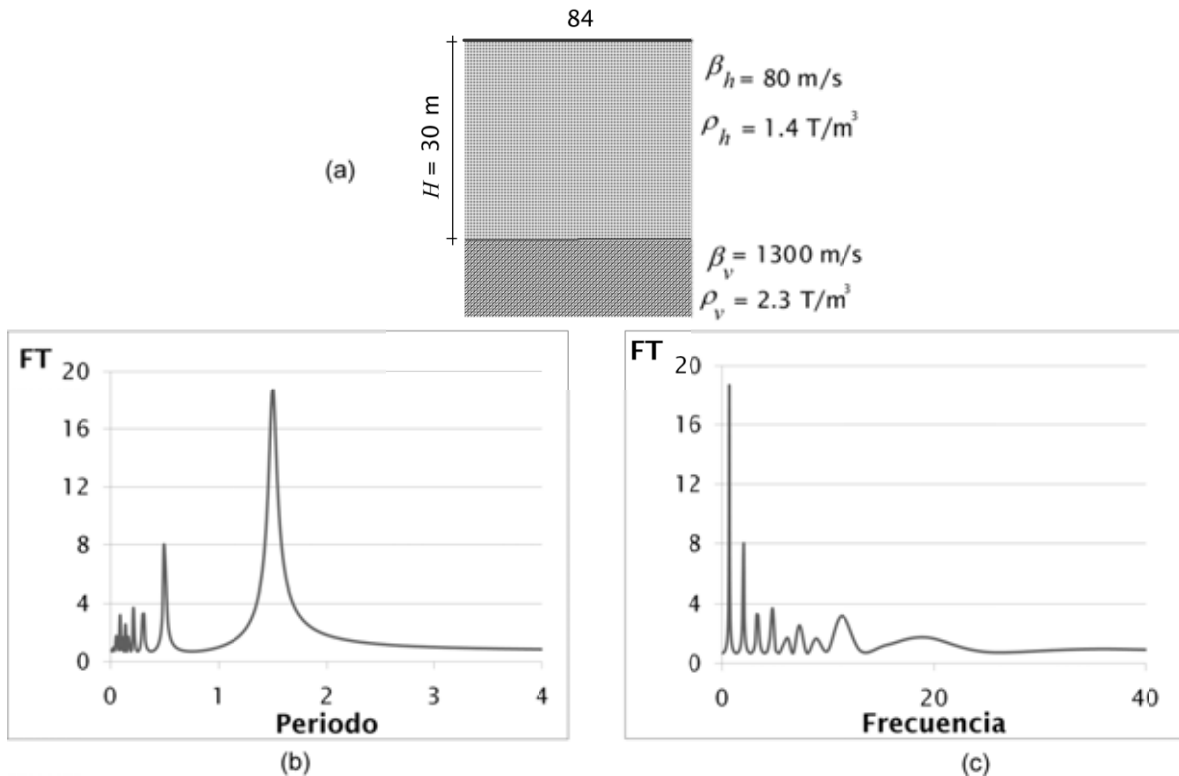 84
β_h = 80 m/s
ρ_h = 1.4 T/m³
H = 30 m
(a)
β_v = 1300 m/s
ρ_v = 2.3 T/m³
FT
20
16
12
8
4
0
0 1 2 3 4
Periodo
(b)
FT
20
16
12
8
4
0
0 20 40
Frecuencia
(c)